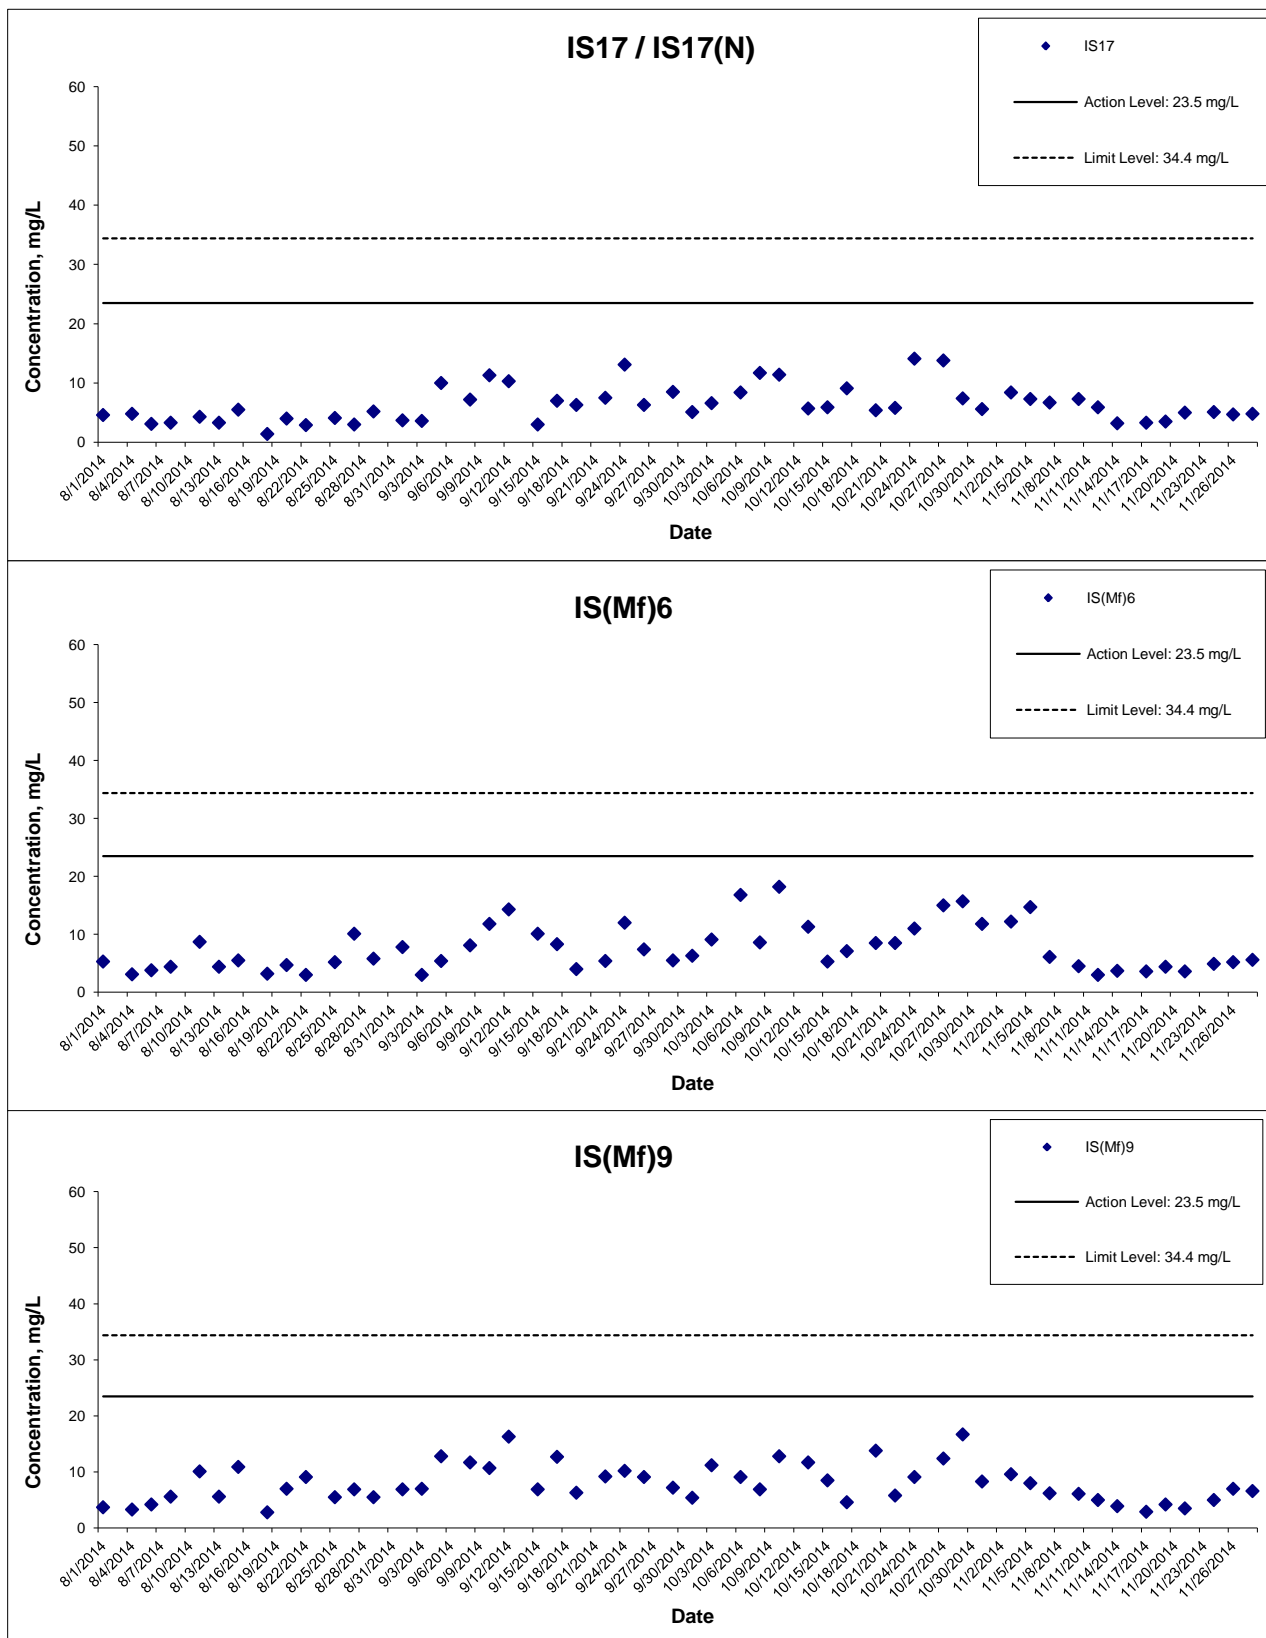 IS17 / IS17(N)
IS17
Action Level: 23.5 mg/L
Limit Level: 34.4 mg/L
Concentration, mg/L
60
50
40
30
20
10
0
8/1/2014 8/4/2014 8/7/2014 8/10/2014 8/13/2014 8/16/2014 8/19/2014 8/22/2014 8/25/2014 8/28/2014 8/31/2014 9/3/2014 9/6/2014 9/9/2014 9/12/2014 9/15/2014 9/18/2014 9/21/2014 9/24/2014 9/27/2014 9/30/2014 10/3/2014 10/6/2014 10/9/2014 10/12/2014 10/15/2014 10/18/2014 10/21/2014 10/24/2014 10/27/2014 10/30/2014 11/2/2014 11/5/2014 11/8/2014 11/11/2014 11/14/2014 11/17/2014 11/20/2014 11/23/2014 11/26/2014
Date
IS(Mf)6
IS(Mf)6
Action Level: 23.5 mg/L
Limit Level: 34.4 mg/L
Concentration, mg/L
60
50
40
30
20
10
0
8/1/2014 8/4/2014 8/7/2014 8/10/2014 8/13/2014 8/16/2014 8/19/2014 8/22/2014 8/25/2014 8/28/2014 8/31/2014 9/3/2014 9/6/2014 9/9/2014 9/12/2014 9/15/2014 9/18/2014 9/21/2014 9/24/2014 9/27/2014 9/30/2014 10/3/2014 10/6/2014 10/9/2014 10/12/2014 10/15/2014 10/18/2014 10/21/2014 10/24/2014 10/27/2014 10/30/2014 11/2/2014 11/5/2014 11/8/2014 11/11/2014 11/14/2014 11/17/2014 11/20/2014 11/23/2014 11/26/2014
Date
IS(Mf)9
IS(Mf)9
Action Level: 23.5 mg/L
Limit Level: 34.4 mg/L
Concentration, mg/L
60
50
40
30
20
10
0
8/1/2014 8/4/2014 8/7/2014 8/10/2014 8/13/2014 8/16/2014 8/19/2014 8/22/2014 8/25/2014 8/28/2014 8/31/2014 9/3/2014 9/6/2014 9/9/2014 9/12/2014 9/15/2014 9/18/2014 9/21/2014 9/24/2014 9/27/2014 9/30/2014 10/3/2014 10/6/2014 10/9/2014 10/12/2014 10/15/2014 10/18/2014 10/21/2014 10/24/2014 10/27/2014 10/30/2014 11/2/2014 11/5/2014 11/8/2014 11/11/2014 11/14/2014 11/17/2014 11/20/2014 11/23/2014 11/26/2014
Date